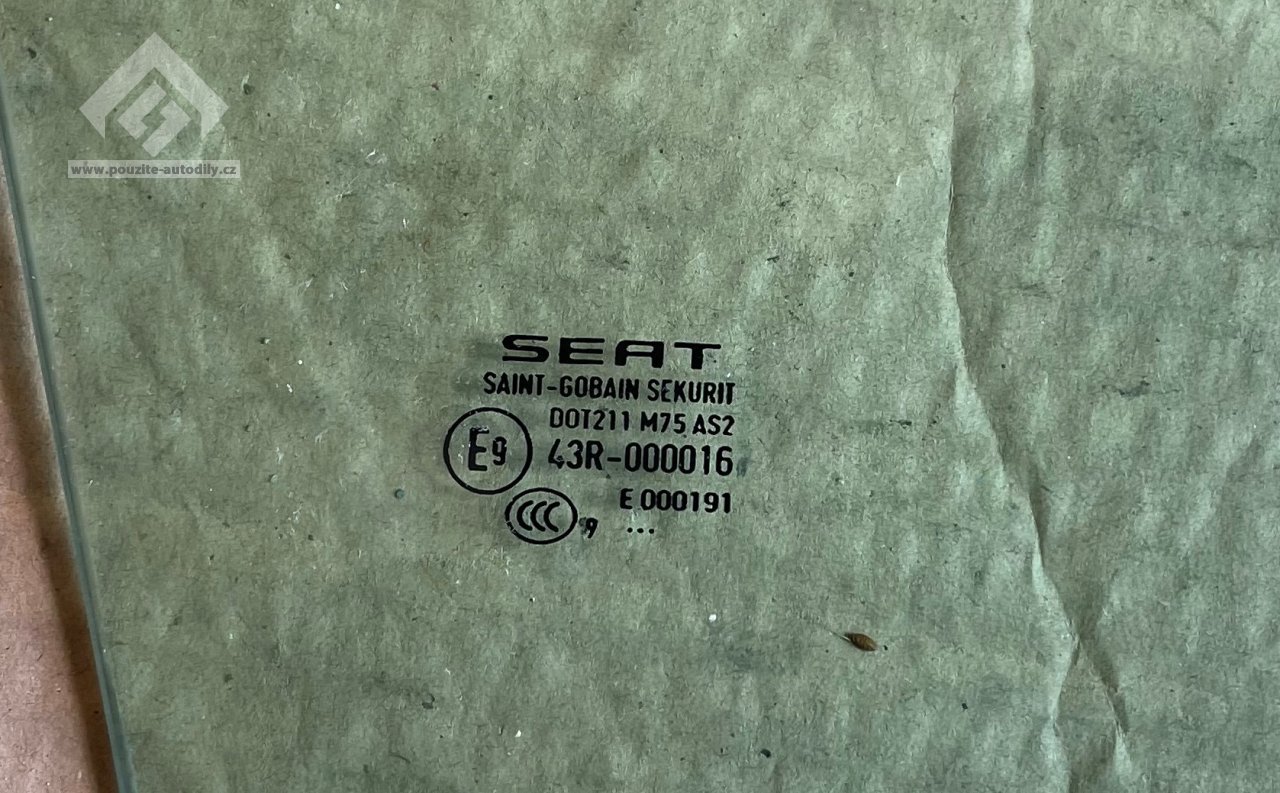 www.pouzite-autodily.cz
SEAT
SAINT-GOBAIN SEKURIT
DOT211 M75 AS2
E9 43R-000016
E 000191
CCC 9 ...